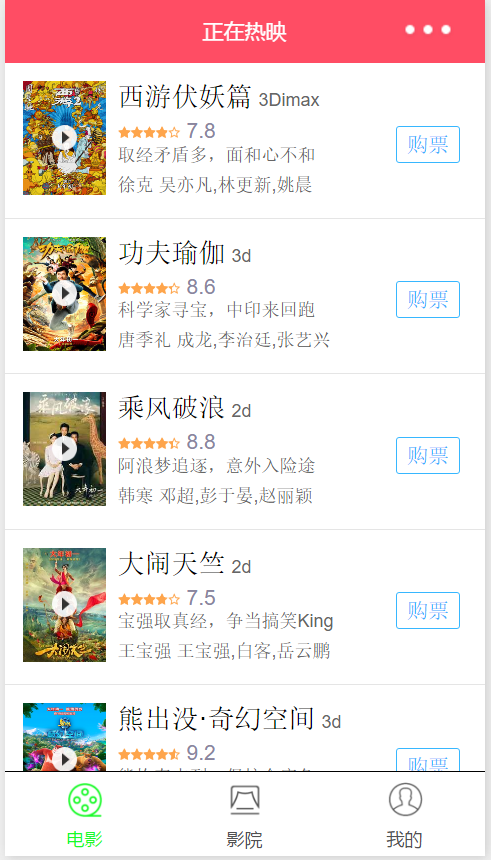 正在热映
西游伏妖篇 3Dimax
7.8
取经矛盾多，面和心不和
徐克 吴亦凡,林更新,姚晨
购票
功夫瑜伽 3d
8.6
科学家寻宝，中印来回跑
唐季礼 成龙,李治廷,张艺兴
购票
乘风破浪 2d
8.8
阿浪梦追逐，意外入险途
韩寒 邓超,彭于晏,赵丽颖
购票
大闹天竺 2d
7.5
宝强取真经，争当搞笑King
王宝强 王宝强,白客,岳云鹏
购票
熊出没·奇幻空间 3d
9.2
购票
电影
影院
我的